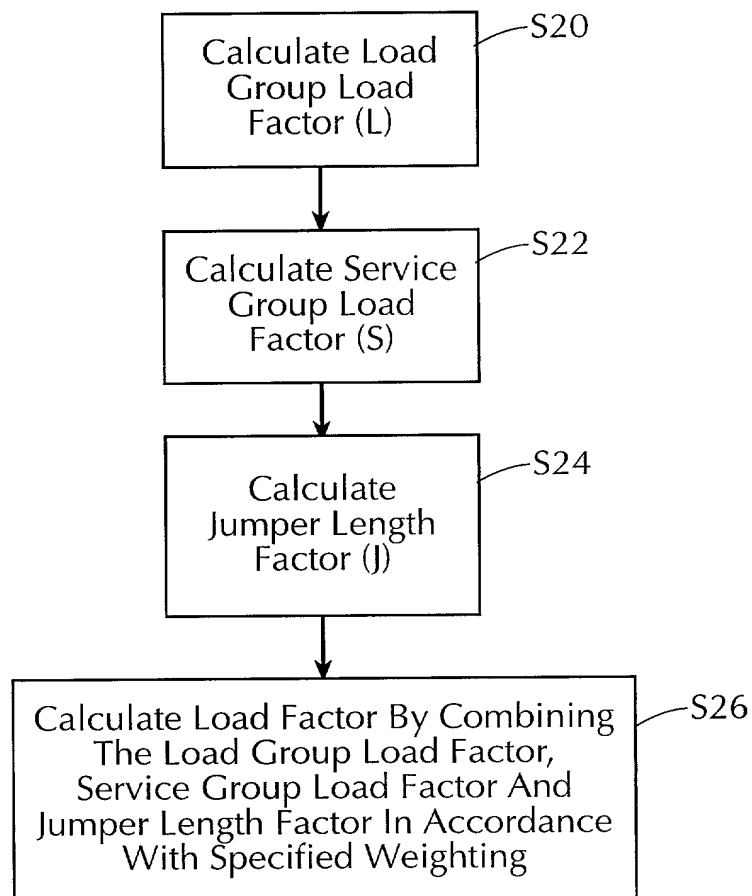 Calculate Load
Group Load
Factor (L)
S20
Calculate Service
Group Load
Factor (S)
S22
Calculate
Jumper Length
Factor (J)
S24
Calculate Load Factor By Combining
The Load Group Load Factor,
Service Group Load Factor And
Jumper Length Factor In Accordance
With Specified Weighting
S26